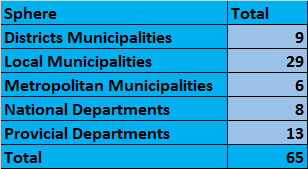 Sphere Total
Districts Municipalities 9
Local Municipalities 29
Metropolitan Municipalities 6
National Departments 8
Provicial Departments 13
Total 65